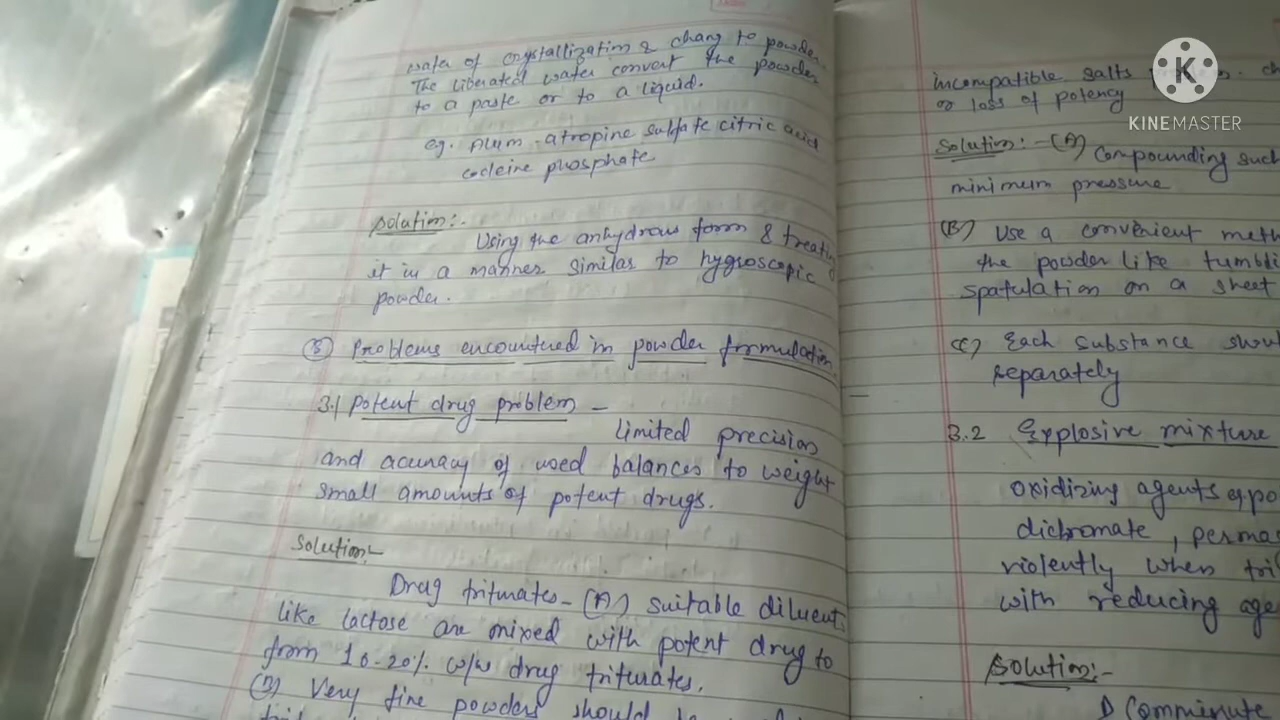 water of crystallization & chang to powder.
The liberated water convert the powder
to a paste or to a liquid.
eg. Alum - atropine sulfate citric acid
codeine phosphate
Solution:-
Using the anhydrous form & treating
it in a manner similar to hygroscopic
powder.
③ Problems encountred in powder formulation
3.1 Potent drug problem -
Limited precision
and accuracy of used balances to weight
small amounts of potent drugs.
Solution:-
Drug triturates - (A) suitable diluents
like lactose are mixed with potent drug to
from 10-20% w/w drug triturates.
(B) Very fine powders should be
incompatible salts
or loss of potency
Solution:- (A) Compounding such
minimum pressure
(B) Use a convenient meth
the powder like tumbli
spatulation on a sheet
(C) Each substance shou
separately
3.2 Explosive mixture
Oxidizing agents
dichromate, perma
violently when tri
with reducing age
Solution:-
1) Comminute
K
KINEMASTER